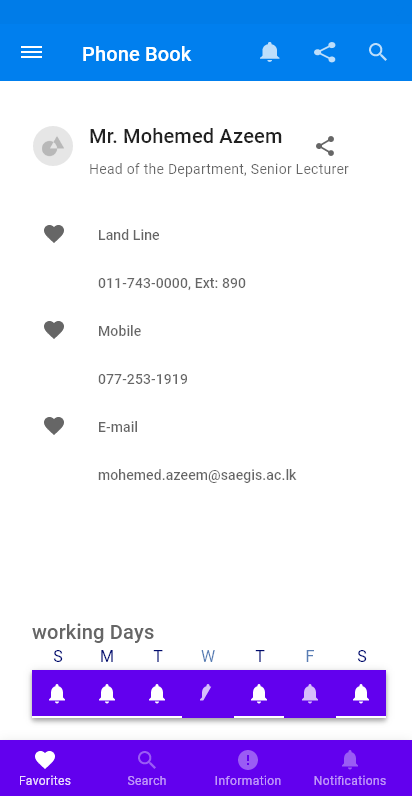 Phone Book
Mr. Mohemed Azeem
Head of the Department, Senior Lecturer
Land Line
011-743-0000, Ext: 890
Mobile
077-253-1919
E-mail
mohemed.azeem@saegis.ac.lk
working Days
S M T W T F S
Favorites Search Information Notifications